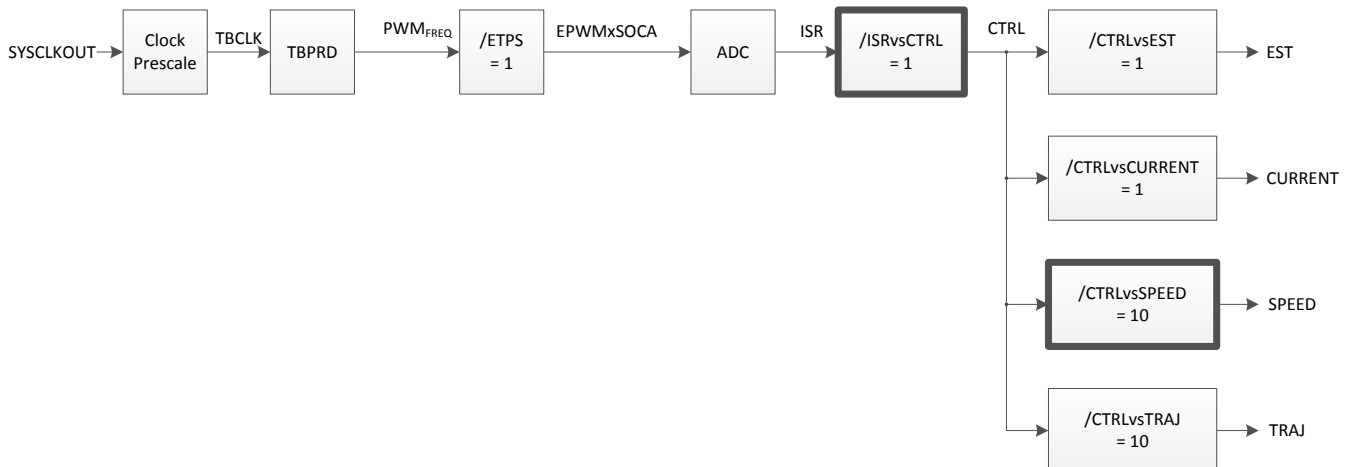 SYSCLKOUT
Clock
Prescale
TBCLK
TBPRD
PWMFREQ
/ETPS
= 1
EPWMxSOCA
ADC
ISR
/ISRvsCTRL
= 1
CTRL
/CTRLvsEST
= 1
EST
/CTRLvsCURRENT
= 1
CURRENT
/CTRLvsSPEED
= 10
SPEED
/CTRLvsTRAJ
= 10
TRAJ